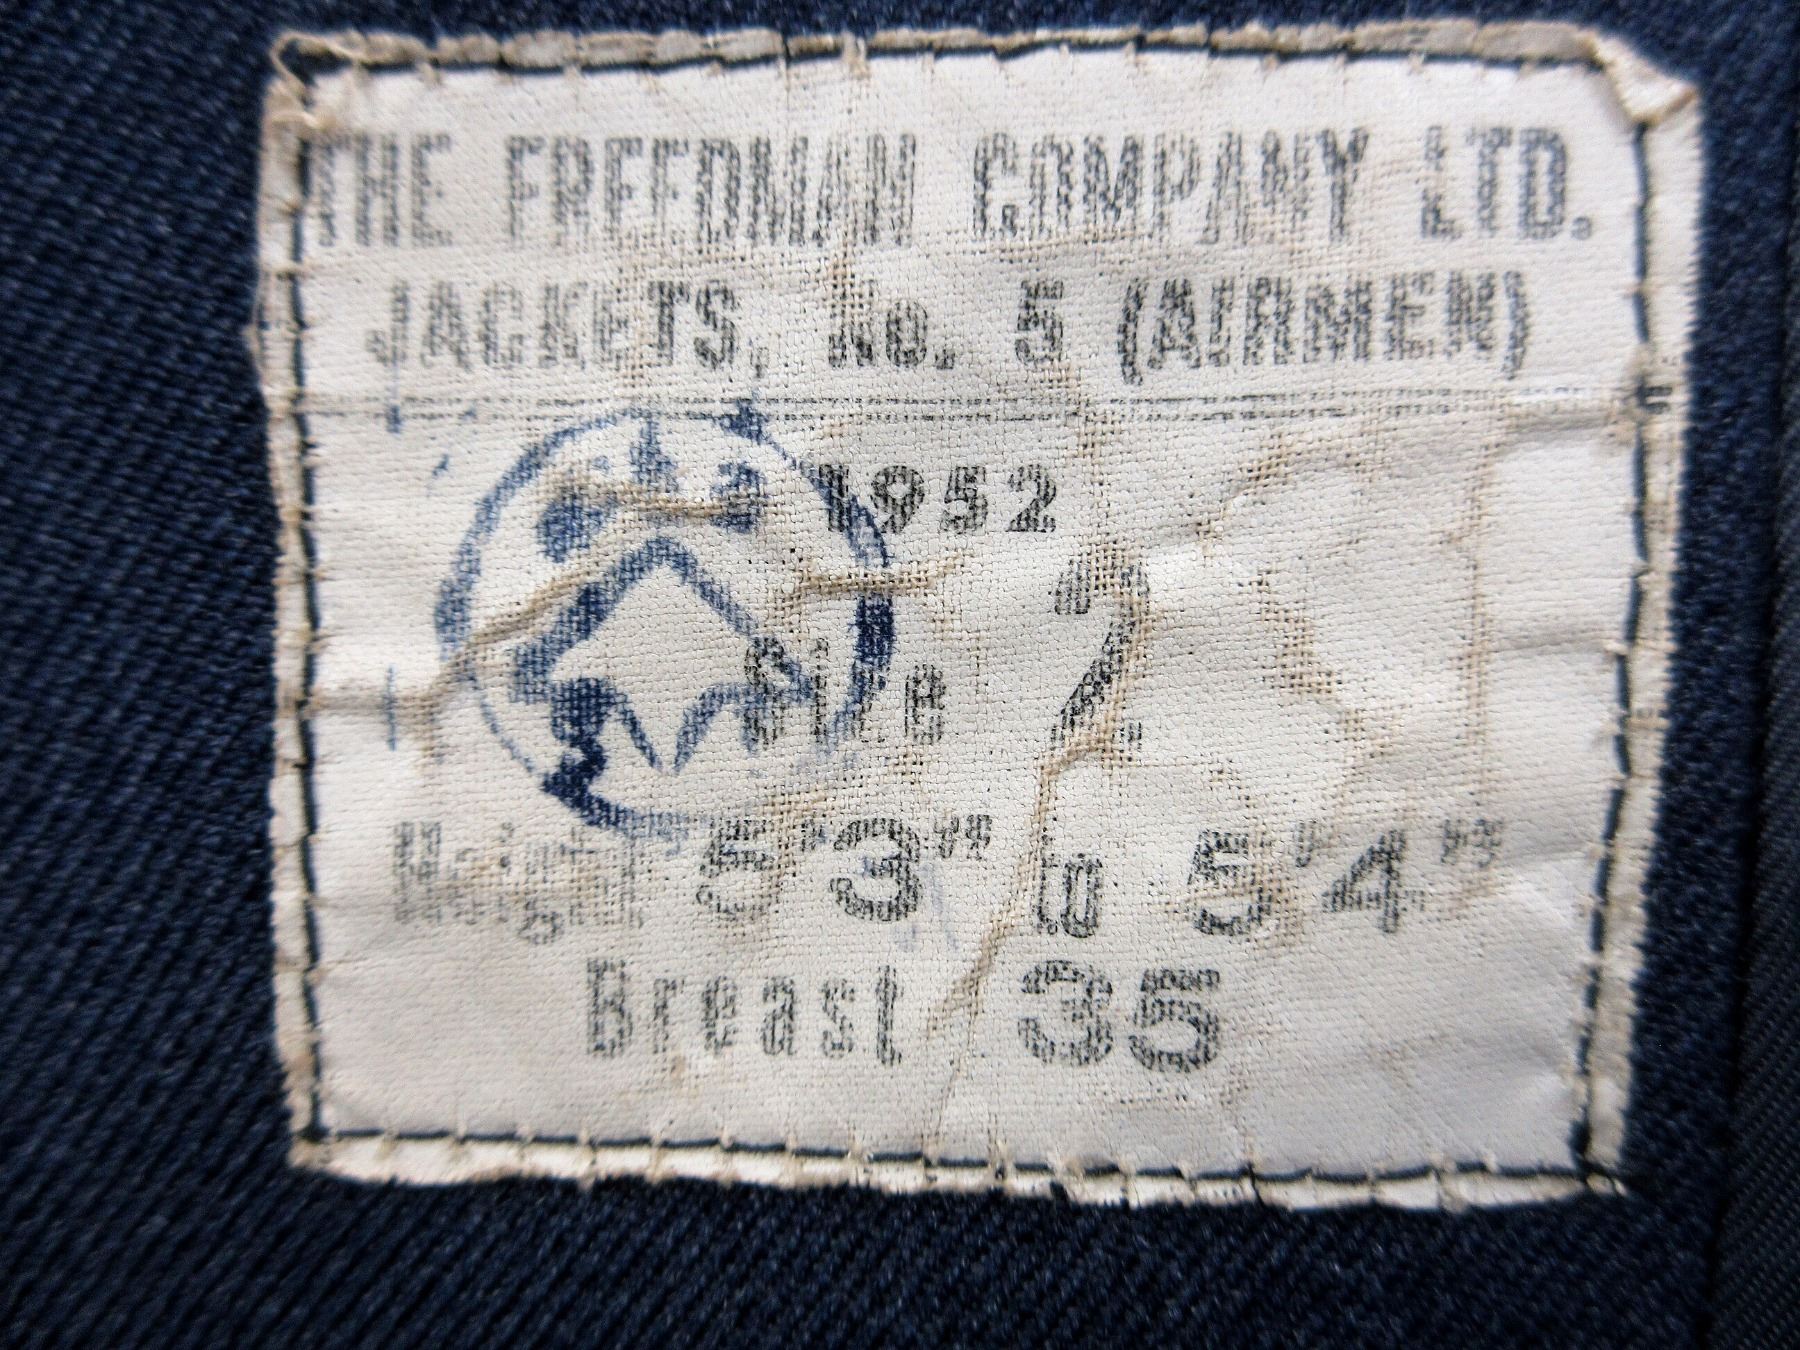 THE FREEDMAN COMPANY LTD.
JACKETS, No. 5 (AIRMEN)
1952
Size 2
Height 5'3" to 5'4"
Breast 35